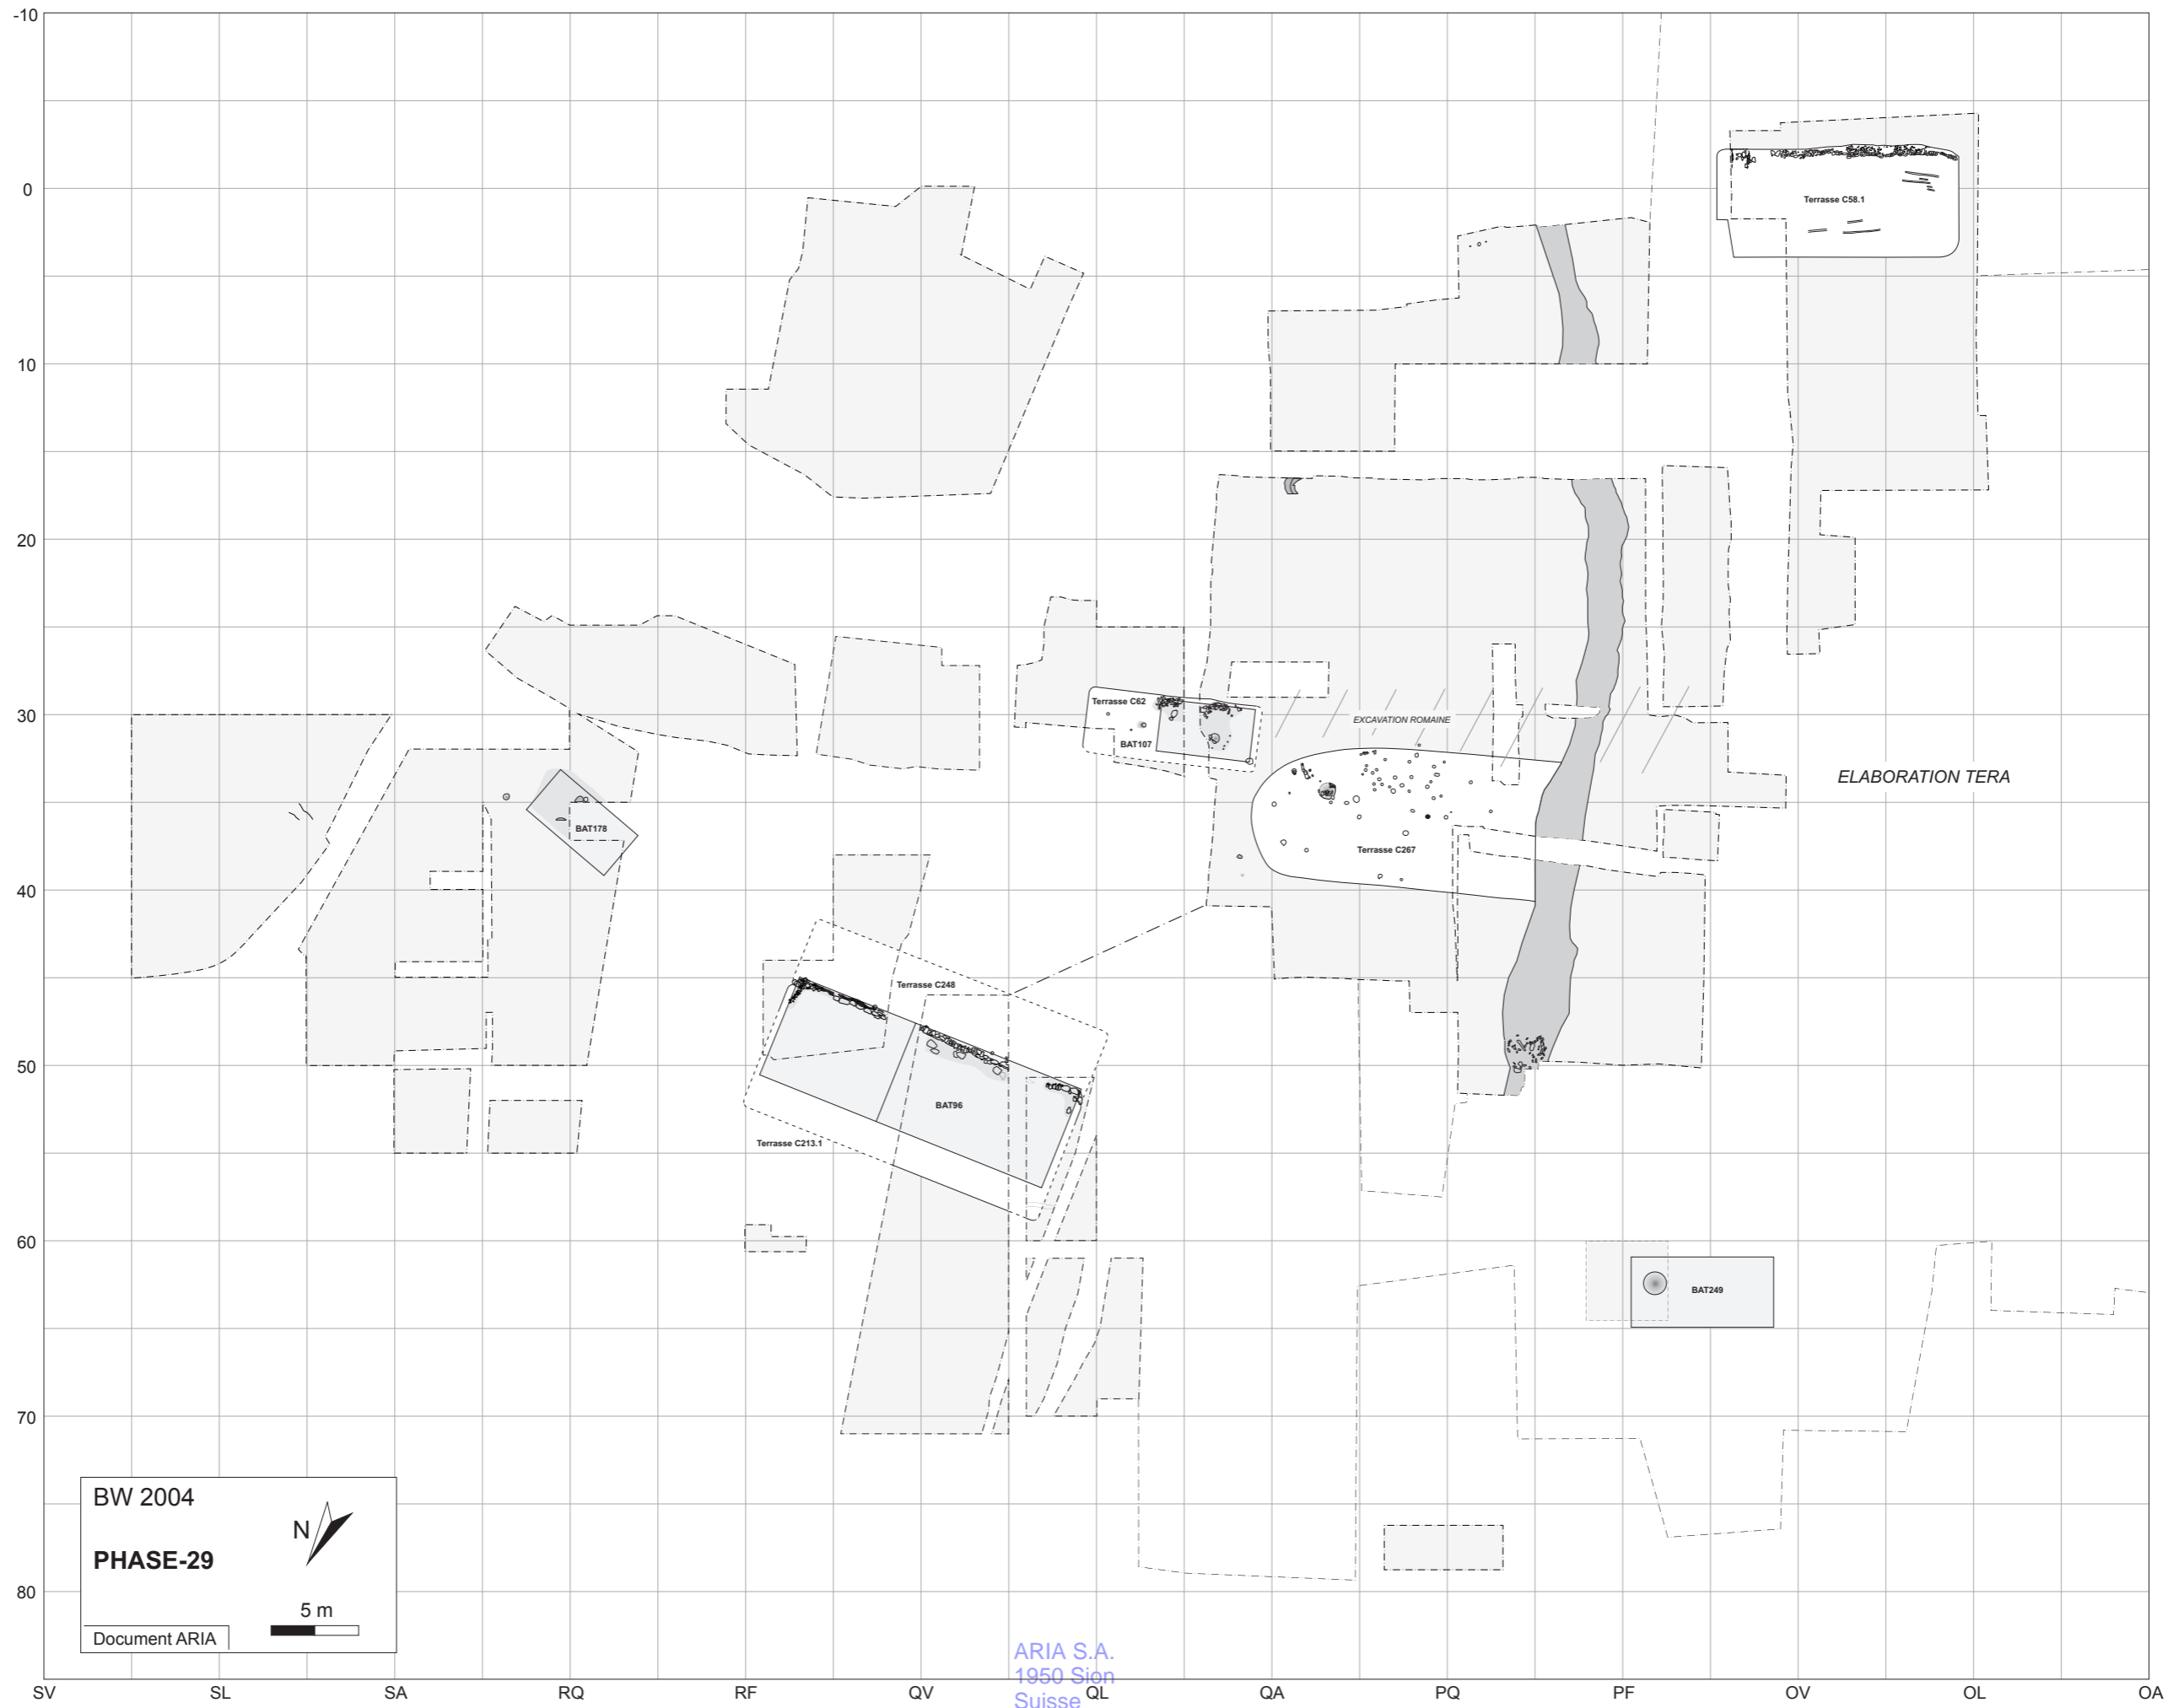 -10
0
10
20
30
40
50
60
70
80
Terrasse C58.1
Terrasse C62
BAT107
EXCAVATION ROMAINE
ELABORATION TERA
Terrasse C267
BAT178
Terrasse C248
BAT96
Terrasse C213.1
BAT249
BW 2004
N
PHASE-29
5 m
Document ARIA
ARIA S.A.
1950 Sion
Suisse
SV SL SA RQ RF QV QL QA PQ PF OV OL OA